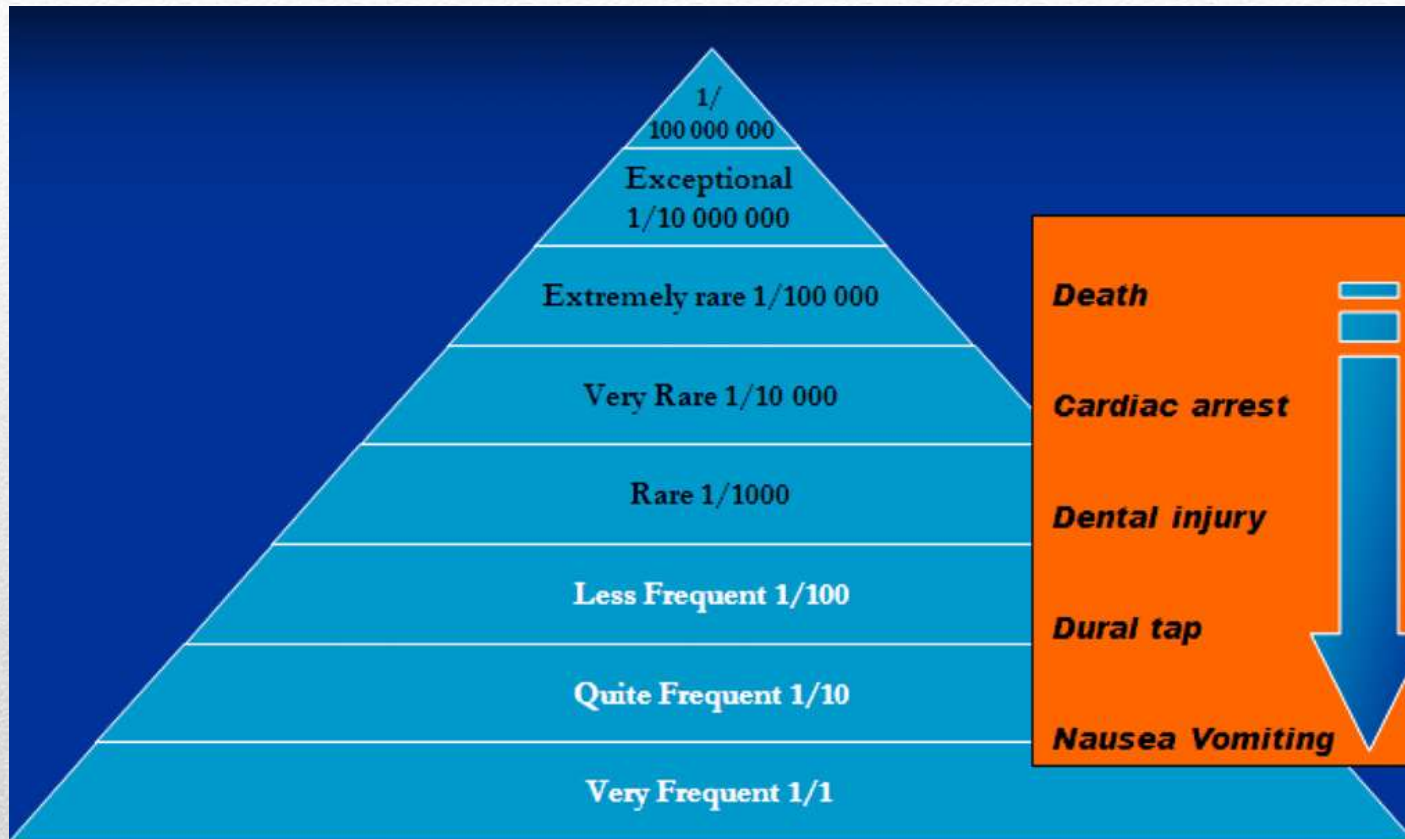 1/
100 000 000
Exceptional
1/10 000 000
Extremely rare 1/100 000
Very Rare 1/10 000
Rare 1/1000
Less Frequent 1/100
Quite Frequent 1/10
Very Frequent 1/1
Death
Cardiac arrest
Dental injury
Dural tap
Nausea Vomiting